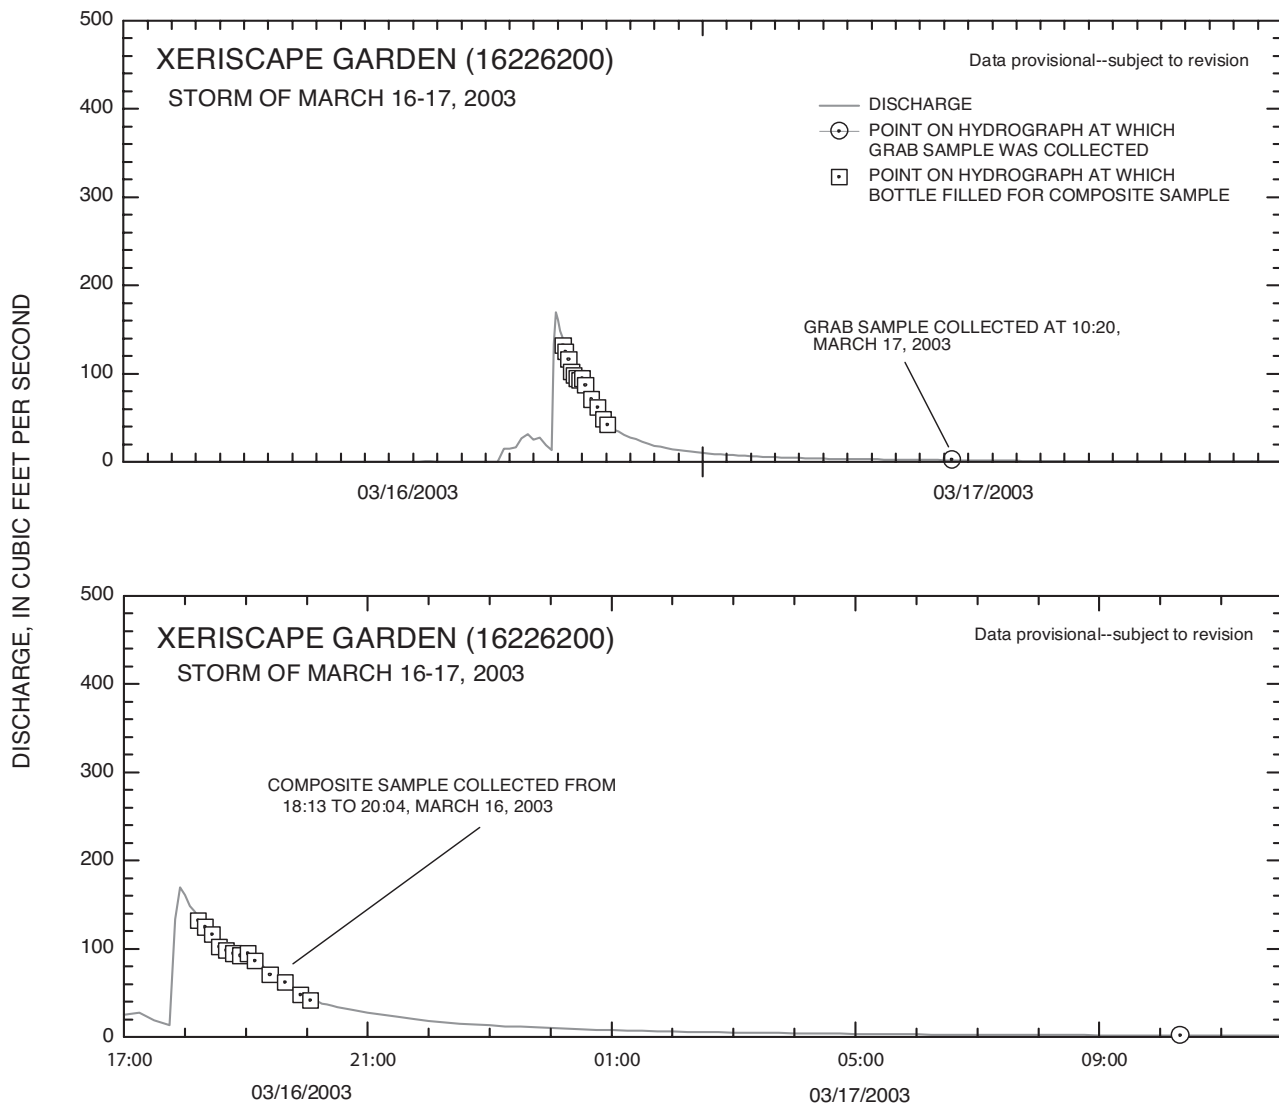 DISCHARGE, IN CUBIC FEET PER SECOND
500
400
300
200
100
0
XERISCAPE GARDEN (16226200)
STORM OF MARCH 16-17, 2003
Data provisional--subject to revision
DISCHARGE
POINT ON HYDROGRAPH AT WHICH
GRAB SAMPLE WAS COLLECTED
POINT ON HYDROGRAPH AT WHICH
BOTTLE FILLED FOR COMPOSITE SAMPLE
GRAB SAMPLE COLLECTED AT 10:20,
MARCH 17, 2003
03/16/2003
03/17/2003
500
400
300
200
100
0
XERISCAPE GARDEN (16226200)
STORM OF MARCH 16-17, 2003
Data provisional--subject to revision
COMPOSITE SAMPLE COLLECTED FROM
18:13 TO 20:04, MARCH 16, 2003
17:00
21:00
01:00
05:00
09:00
03/16/2003
03/17/2003